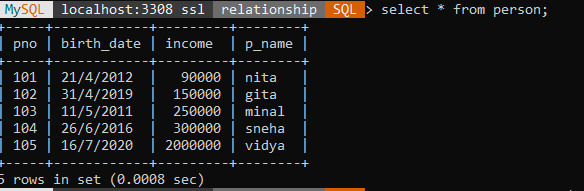 MySQL localhost:3308 ssl relationship SQL > select * from person;
+-----+------------+---------+--------+
| pno | birth_date | income | p_name |
+-----+------------+---------+--------+
| 101 | 21/4/2012 | 90000 | nita |
| 102 | 31/4/2019 | 150000 | gita |
| 103 | 11/5/2011 | 250000 | minal |
| 104 | 26/6/2016 | 300000 | sneha |
| 105 | 16/7/2020 | 2000000 | vidya |
+-----+------------+---------+--------+
5 rows in set (0.0008 sec)